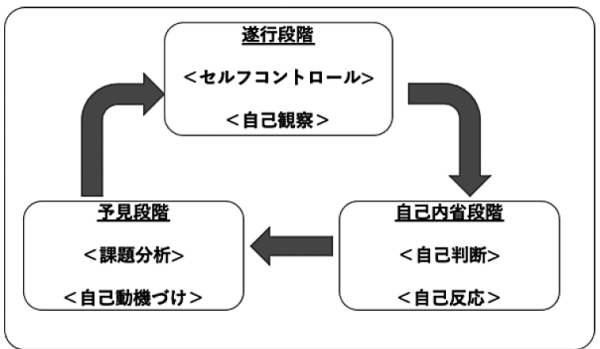 遂行段階
<セルフコントロール>
<自己観察>
予見段階
<課題分析>
<自己動機づけ>
自己内省段階
<自己判断>
<自己反応>